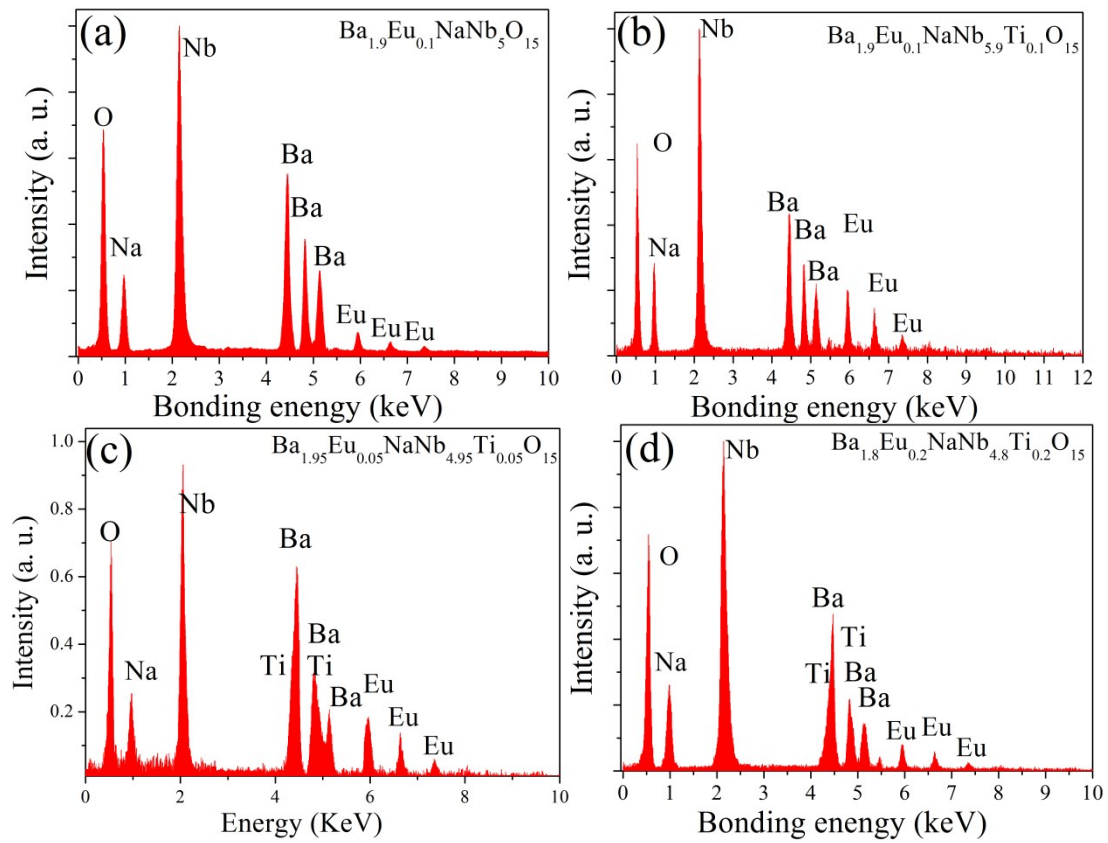 (a)
Ba1.9Eu0.1NaNb5O15
O
Na
Nb
Ba
Ba
Ba
Eu
Eu
Eu
Intensity (a. u.)
0 1 2 3 4 5 6 7 8 9 10
Bonding energy (keV)
(b)
Ba1.9Eu0.1NaNb5.9Ti0.1O15
O
Na
Nb
Ba
Ba
Ba
Eu
Eu
Eu
Intensity (a. u.)
0 1 2 3 4 5 6 7 8 9 10 11 12
Bonding energy (keV)
(c)
Ba1.95Eu0.05NaNb4.95Ti0.05O15
1.0
0.8
0.6
0.4
0.2
O
Na
Nb
Ba
Ti
Ba
Ti
Ba
Eu
Eu
Eu
Intensity (a. u.)
0 2 4 6 8 10
Energy (KeV)
(d)
Ba1.8Eu0.2NaNb4.8Ti0.2O15
O
Na
Nb
Ba
Ti
Ti
Ba
Ba
Eu
Eu
Eu
Intensity (a. u.)
0 1 2 3 4 5 6 7 8 9 10
Bonding energy (keV)